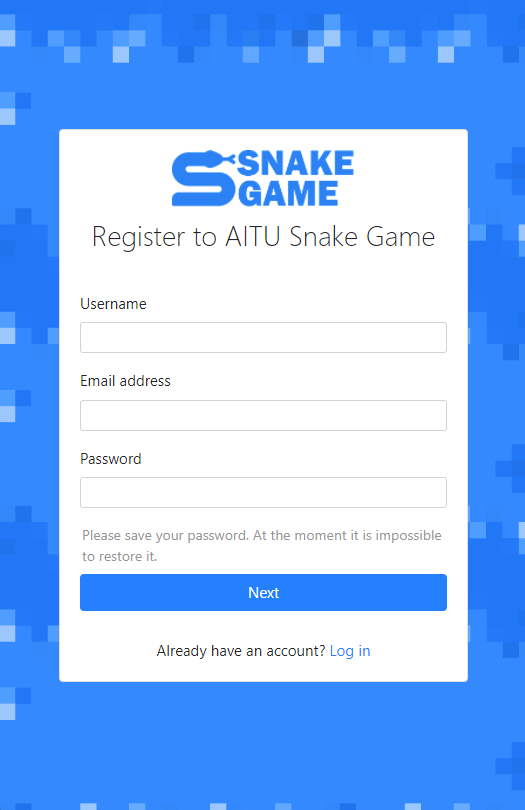 SNAKE
GAME
Register to AITU Snake Game
Username
Email address
Password
Please save your password. At the moment it is impossible
to restore it.
Next
Already have an account? Log in